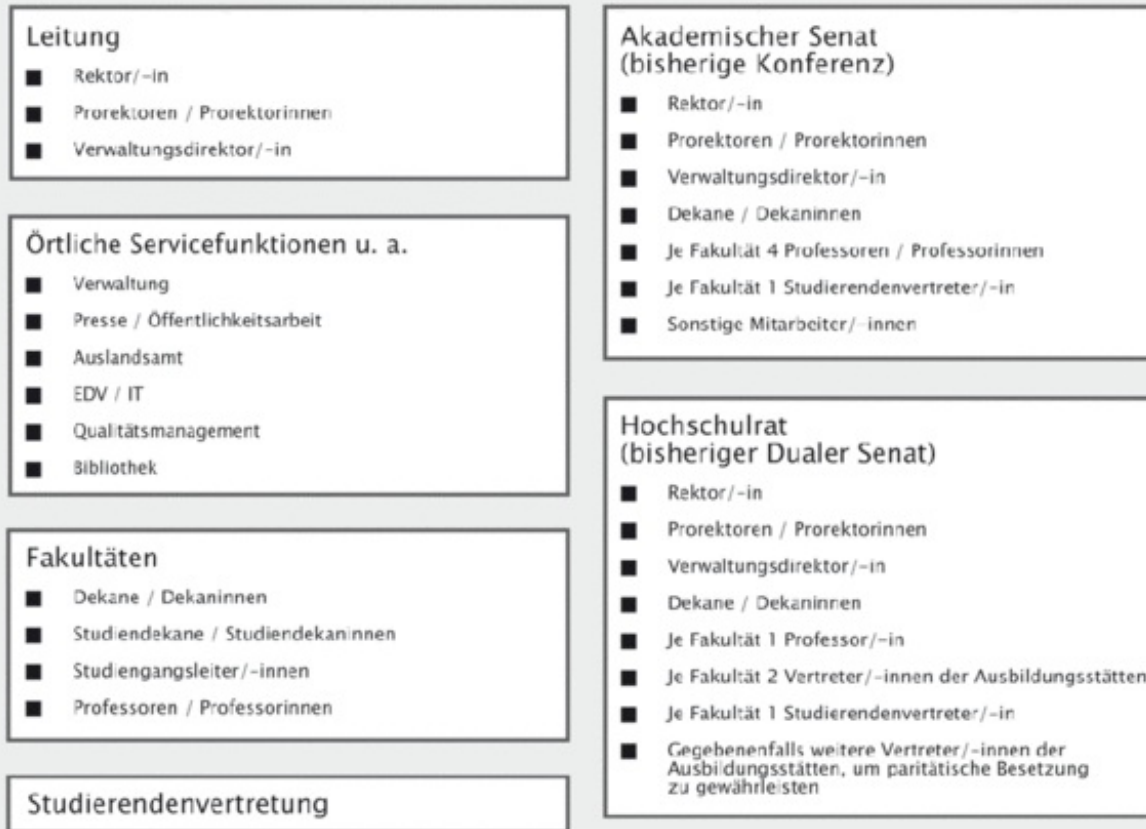 Leitung
■ Rektor/-in
■ Prorektoren / Prorektorinnen
■ Verwaltungsdirektor/-in
Örtliche Servicefunktionen u. a.
■ Verwaltung
■ Presse / Öffentlichkeitsarbeit
■ Auslandsamt
■ EDV / IT
■ Qualitätsmanagement
■ Bibliothek
Fakultäten
■ Dekane / Dekaninnen
■ Studiendekane / Studiendekaninnen
■ Studiengangsleiter/-innen
■ Professoren / Professorinnen
Studierendenvertretung
Akademischer Senat
(bisherige Konferenz)
■ Rektor/-in
■ Prorektoren / Prorektorinnen
■ Verwaltungsdirektor/-in
■ Dekane / Dekaninnen
■ Je Fakultät 4 Professoren / Professorinnen
■ Je Fakultät 1 Studierendenvertreter/-in
■ Sonstige Mitarbeiter/-innen
Hochschulrat
(bisheriger Dualer Senat)
■ Rektor/-in
■ Prorektoren / Prorektorinnen
■ Verwaltungsdirektor/-in
■ Dekane / Dekaninnen
■ Je Fakultät 1 Professor/-in
■ Je Fakultät 2 Vertreter/-innen der Ausbildungsstätten
■ Je Fakultät 1 Studierendenvertreter/-in
■ Gegebenenfalls weitere Vertreter/-innen der
Ausbildungsstätten, um paritätische Besetzung
zu gewährleisten